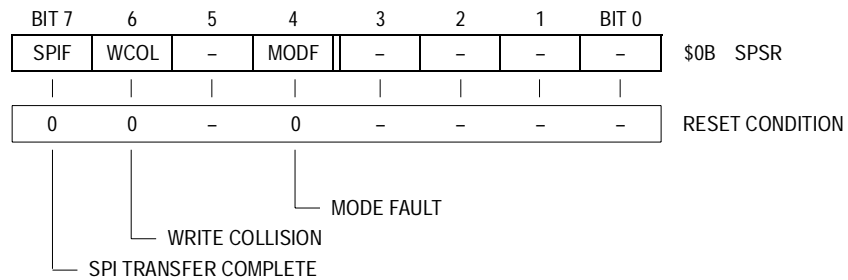 BIT 7 6 5 4 3 2 1 BIT 0
SPIF WCOL – MODF – – – – $0B SPSR
0 0 – 0 – – – – RESET CONDITION
MODE FAULT
WRITE COLLISION
SPI TRANSFER COMPLETE